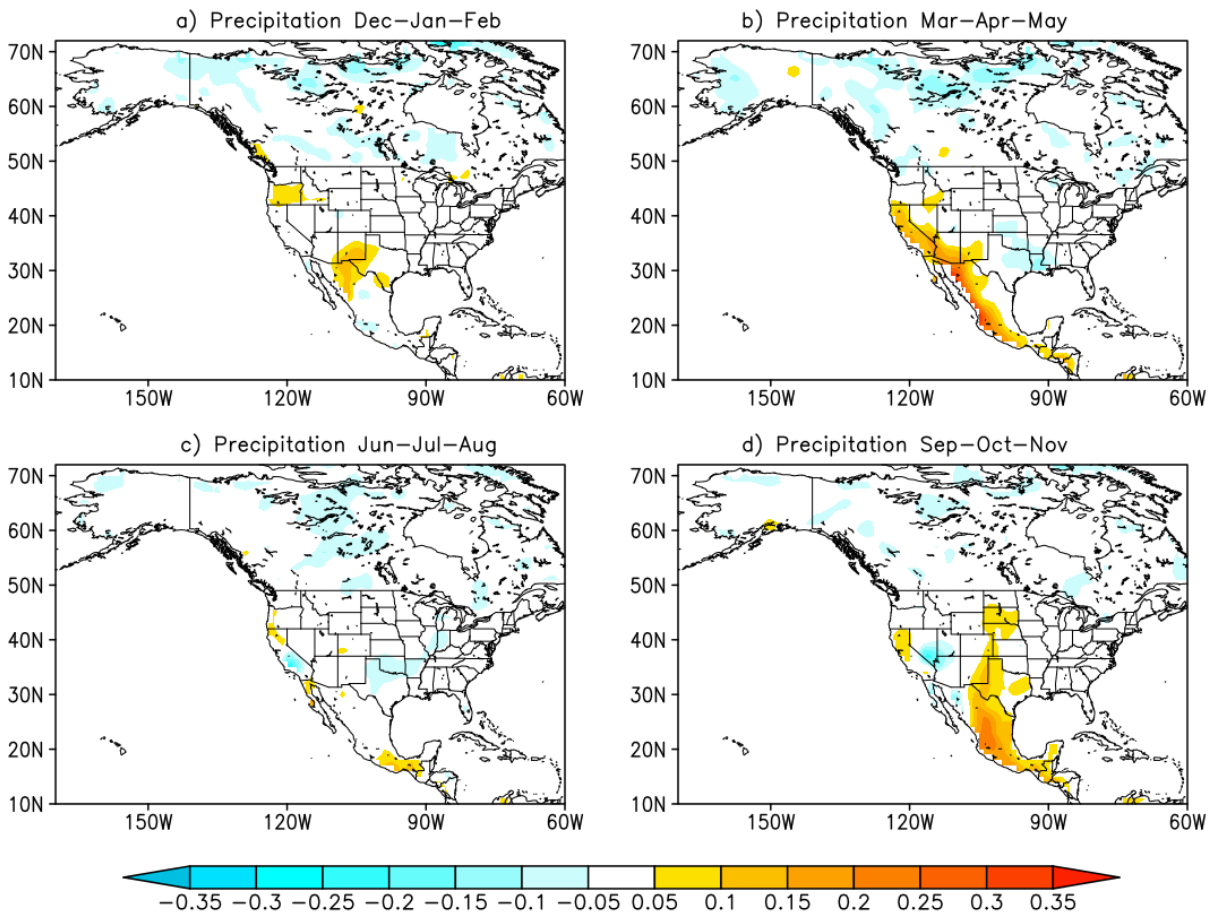 a) Precipitation Dec-Jan-Feb
b) Precipitation Mar-Apr-May
70N
60N
50N
40N
30N
20N
10N
150W 120W 90W 60W
70N
60N
50N
40N
30N
20N
10N
150W 120W 90W 60W
c) Precipitation Jun-Jul-Aug
d) Precipitation Sep-Oct-Nov
70N
60N
50N
40N
30N
20N
10N
150W 120W 90W 60W
70N
60N
50N
40N
30N
20N
10N
150W 120W 90W 60W
-0.35 -0.3 -0.25 -0.2 -0.15 -0.1 -0.05 0.05 0.1 0.15 0.2 0.25 0.3 0.35